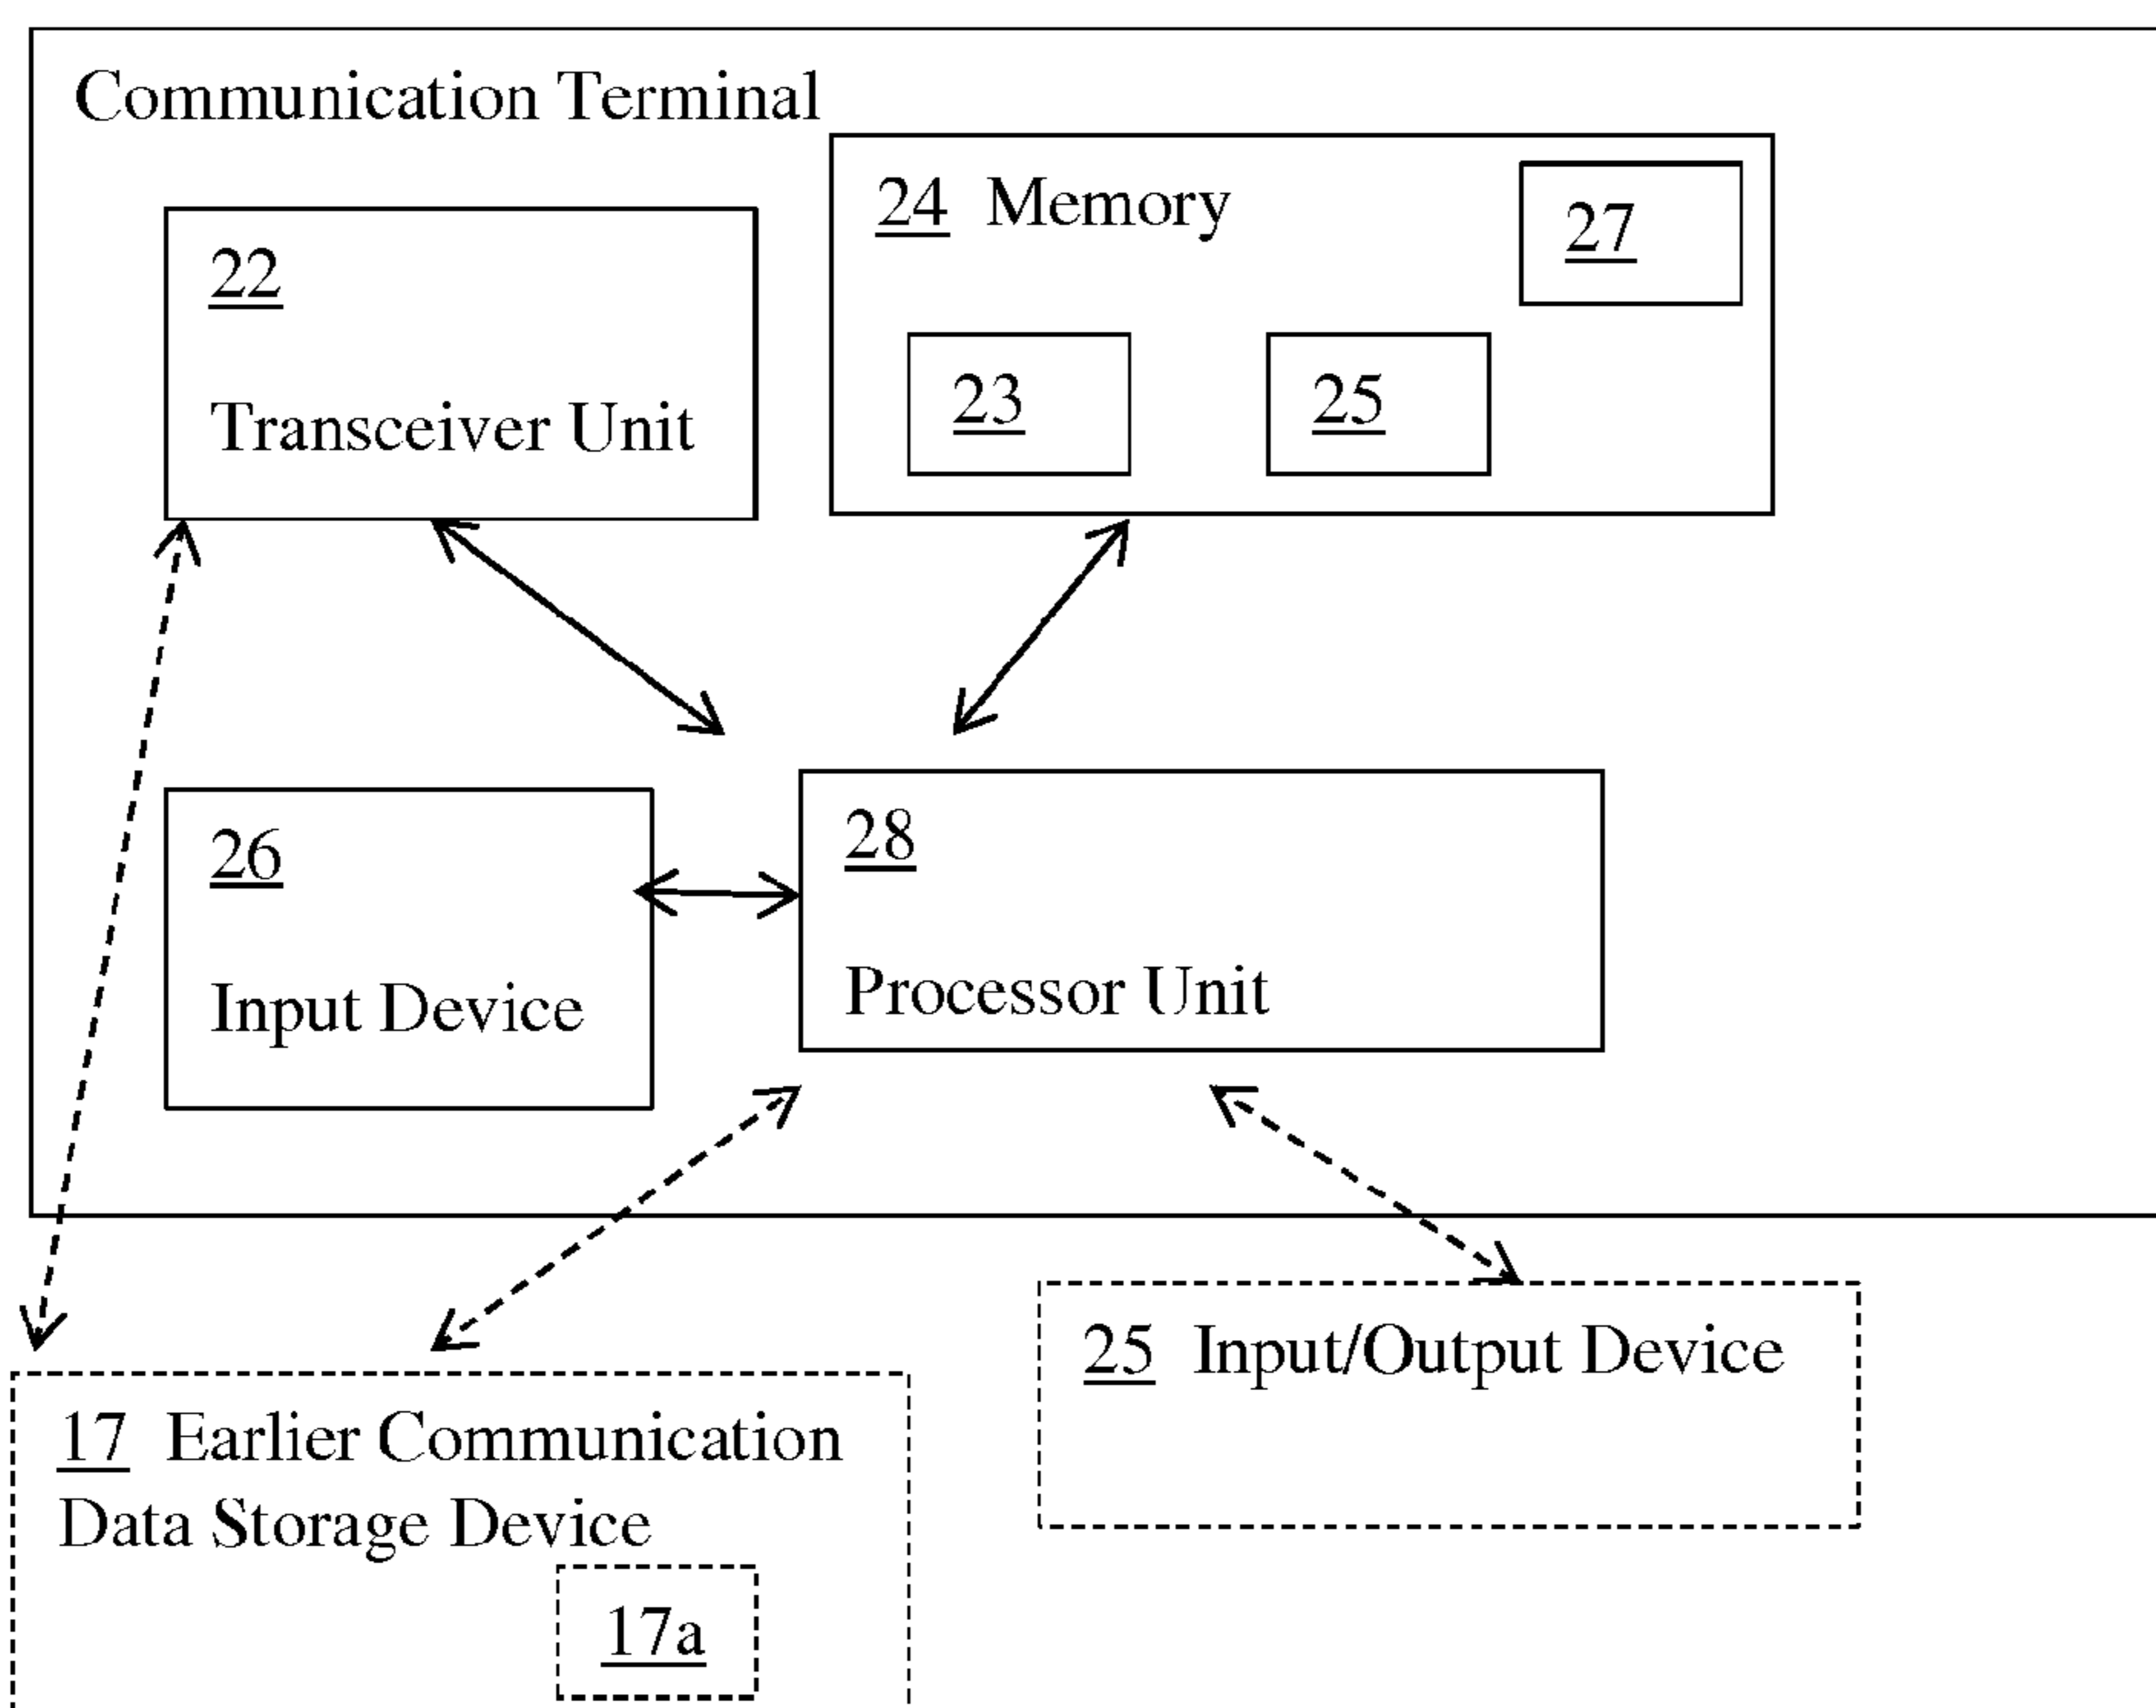 Communication Terminal
24 Memory
27
22
Transceiver Unit
23
25
26
Input Device
28
Processor Unit
25 Input/Output Device
17 Earlier Communication
Data Storage Device
17a